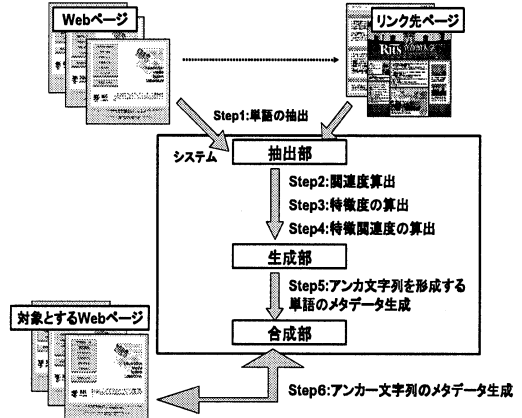 Webページ
リンク先ページ
RiTS
Step1:単語の抽出
システム
抽出部
Step2:関連度算出
Step3:特徴度の算出
Step4:特徴関連度の算出
生成部
Step5:アンカ文字列を形成する
単語のメタデータ生成
対象とするWebページ
合成部
Step6:アンカー文字列のメタデータ生成